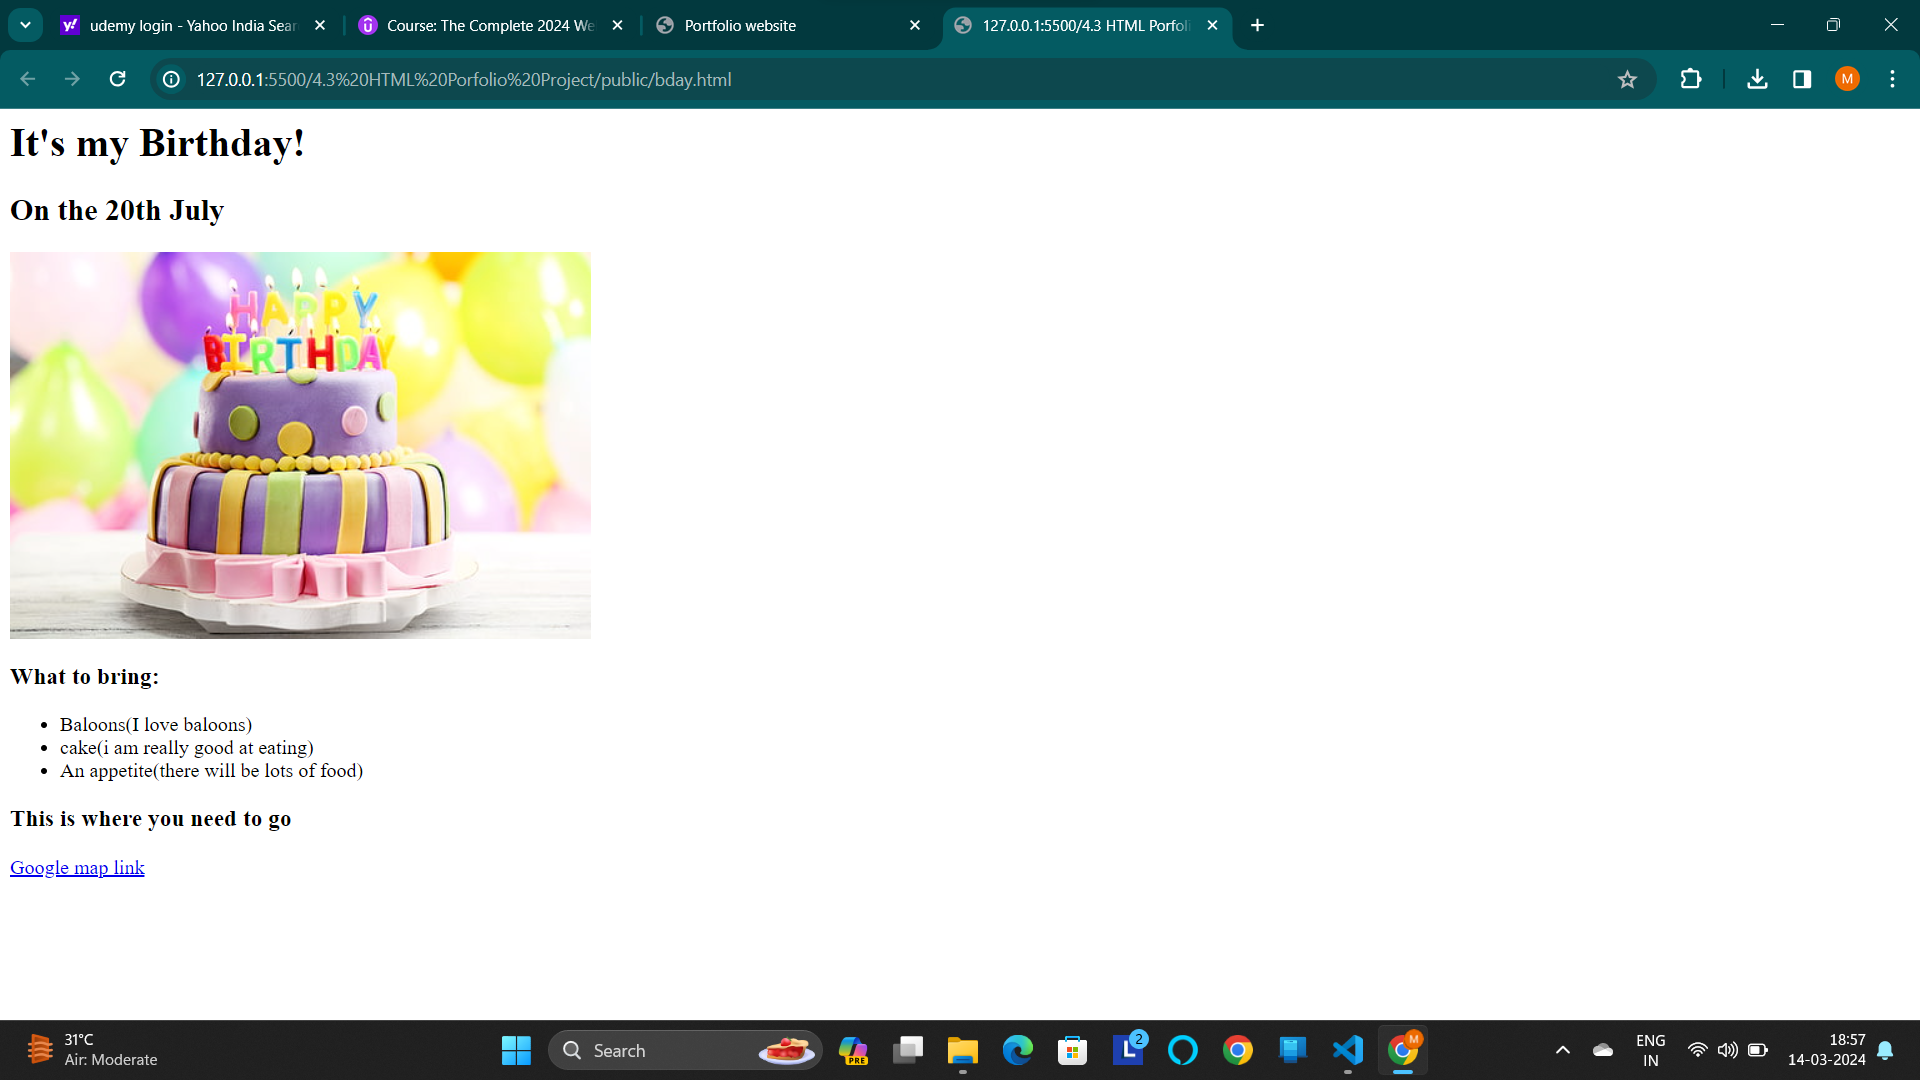 udemy login - Yahoo India Sear
Course: The Complete 2024 We
Portfolio website
127.0.0.1:5500/4.3 HTML Porfoli
127.0.0.1:5500/4.3%20HTML%20Porfolio%20Project/public/bday.html
M
It's my Birthday!
On the 20th July
HAPPY
BIRTHDAY
What to bring:
Baloons(I love baloons)
cake(i am really good at eating)
An appetite(there will be lots of food)
This is where you need to go
Google map link
31°C
Air: Moderate
Search
PRE
L
2
M
ENG
IN
18:57
14-03-2024